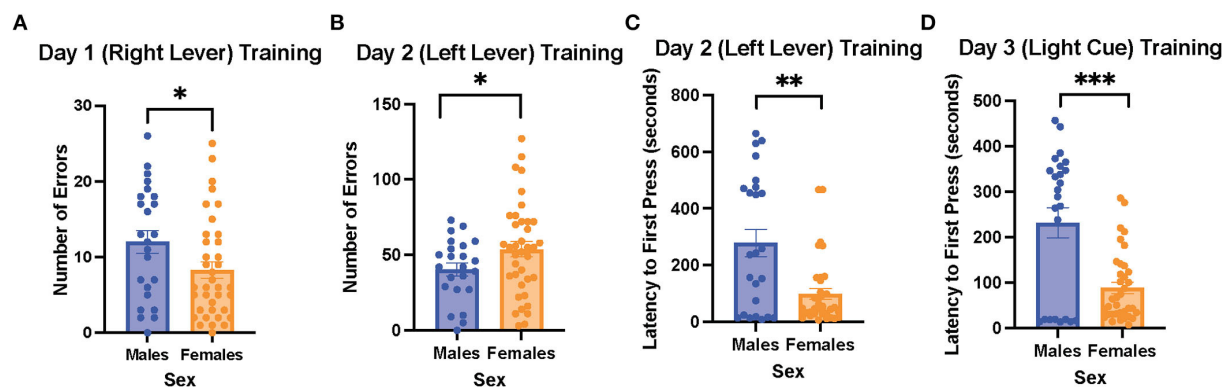 A
Day 1 (Right Lever) Training
*
Number of Errors
30
20
10
0
Males Females
Sex
B
Day 2 (Left Lever) Training
*
Number of Errors
150
100
50
0
Males Females
Sex
C
Day 2 (Left Lever) Training
**
Latency to First Press (seconds)
800
600
400
200
0
Males Females
Sex
D
Day 3 (Light Cue) Training
***
Latency to First Press (seconds)
500
400
300
200
100
0
Males Females
Sex